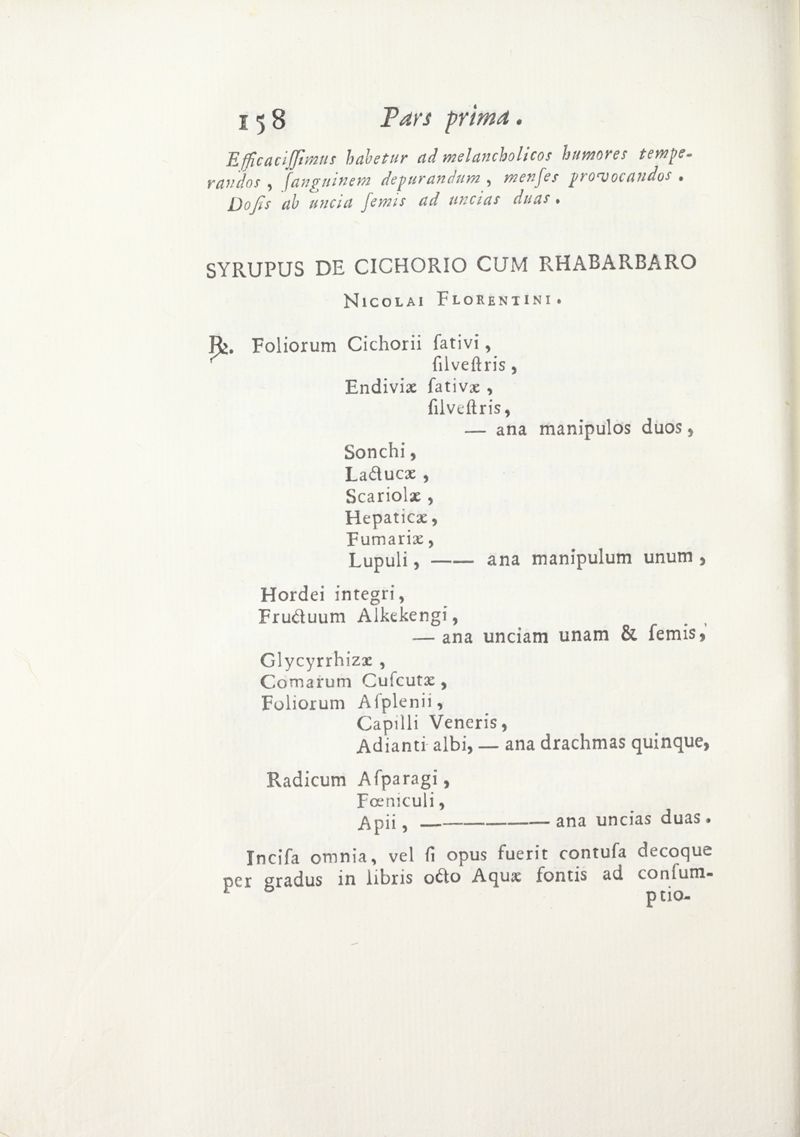 158 Pars prima.
Efficaciſſimus habetur ad melancholicos humores tempe-
randos, ſanguinem depurandum, menſes provocandos.
Doſis ab uncia ſemis ad uncias duas.
SYRUPUS DE CICHORIO CUM RHABARBARO
NICOLAI FLORENTINI.
℞. Foliorum Cichorii ſativi,
ſilveſtris,
Endiviæ ſativæ,
ſilveſtris,
— ana manipulos duos,
Sonchi,
Lactucæ,
Scariolæ,
Hepaticæ,
Fumariæ,
Lupuli, —— ana manipulum unum,
Hordei integri,
Fructuum Alkekengi,
— ana unciam unam & ſemis,
Glycyrrhizæ,
Comarum Cuſcutæ,
Foliorum Aſplenii,
Capilli Veneris,
Adianti albi, — ana drachmas quinque,
Radicum Aſparagi,
Fœniculi,
Apii, ——————— ana uncias duas.
Inciſa omnia, vel ſi opus fuerit contuſa decoque
per gradus in libris octo Aquæ fontis ad conſum-
ptio-